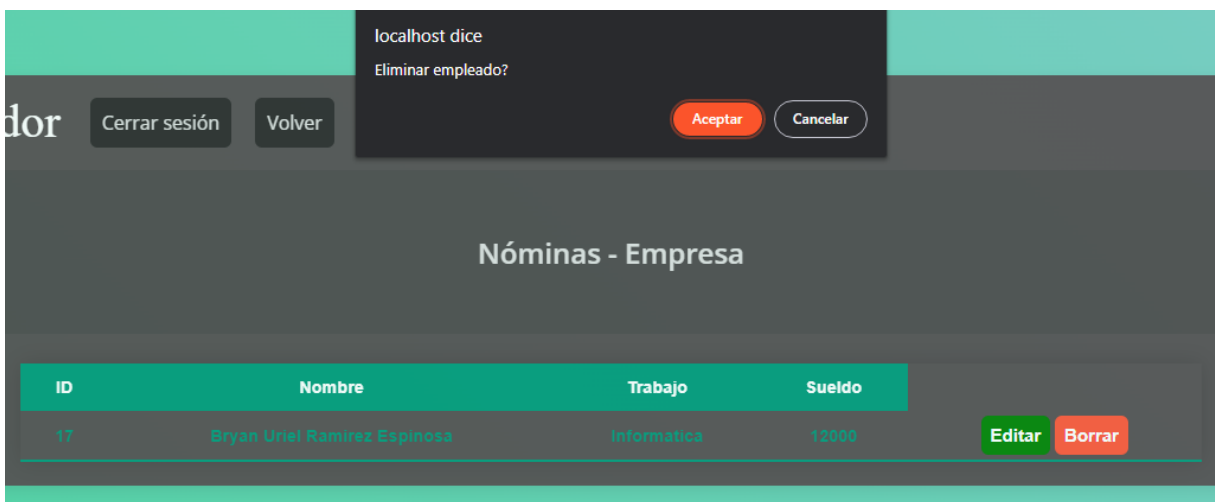 localhost dice
Eliminar empleado?
Aceptar Cancelar
dor Cerrar sesión Volver
Nóminas - Empresa
ID Nombre Trabajo Sueldo
17 Bryan Uriel Ramirez Espinosa Informatica 12000 Editar Borrar